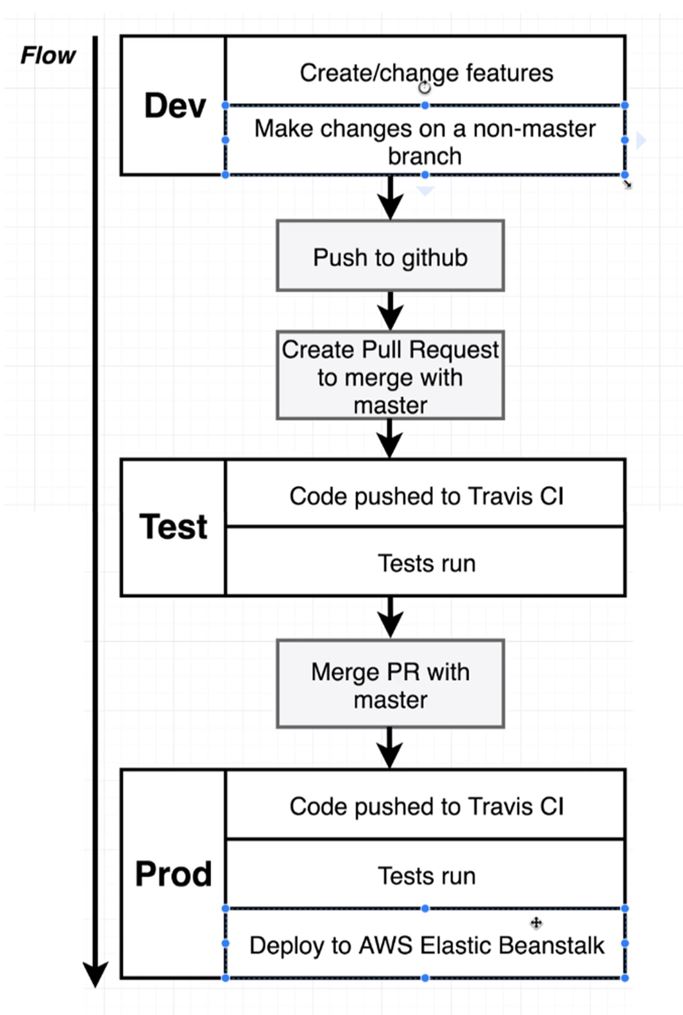 Flow
Dev
Create/change features
Make changes on a non-master
branch
Push to github
Create Pull Request
to merge with
master
Test
Code pushed to Travis CI
Tests run
Merge PR with
master
Prod
Code pushed to Travis CI
Tests run
Deploy to AWS Elastic Beanstalk